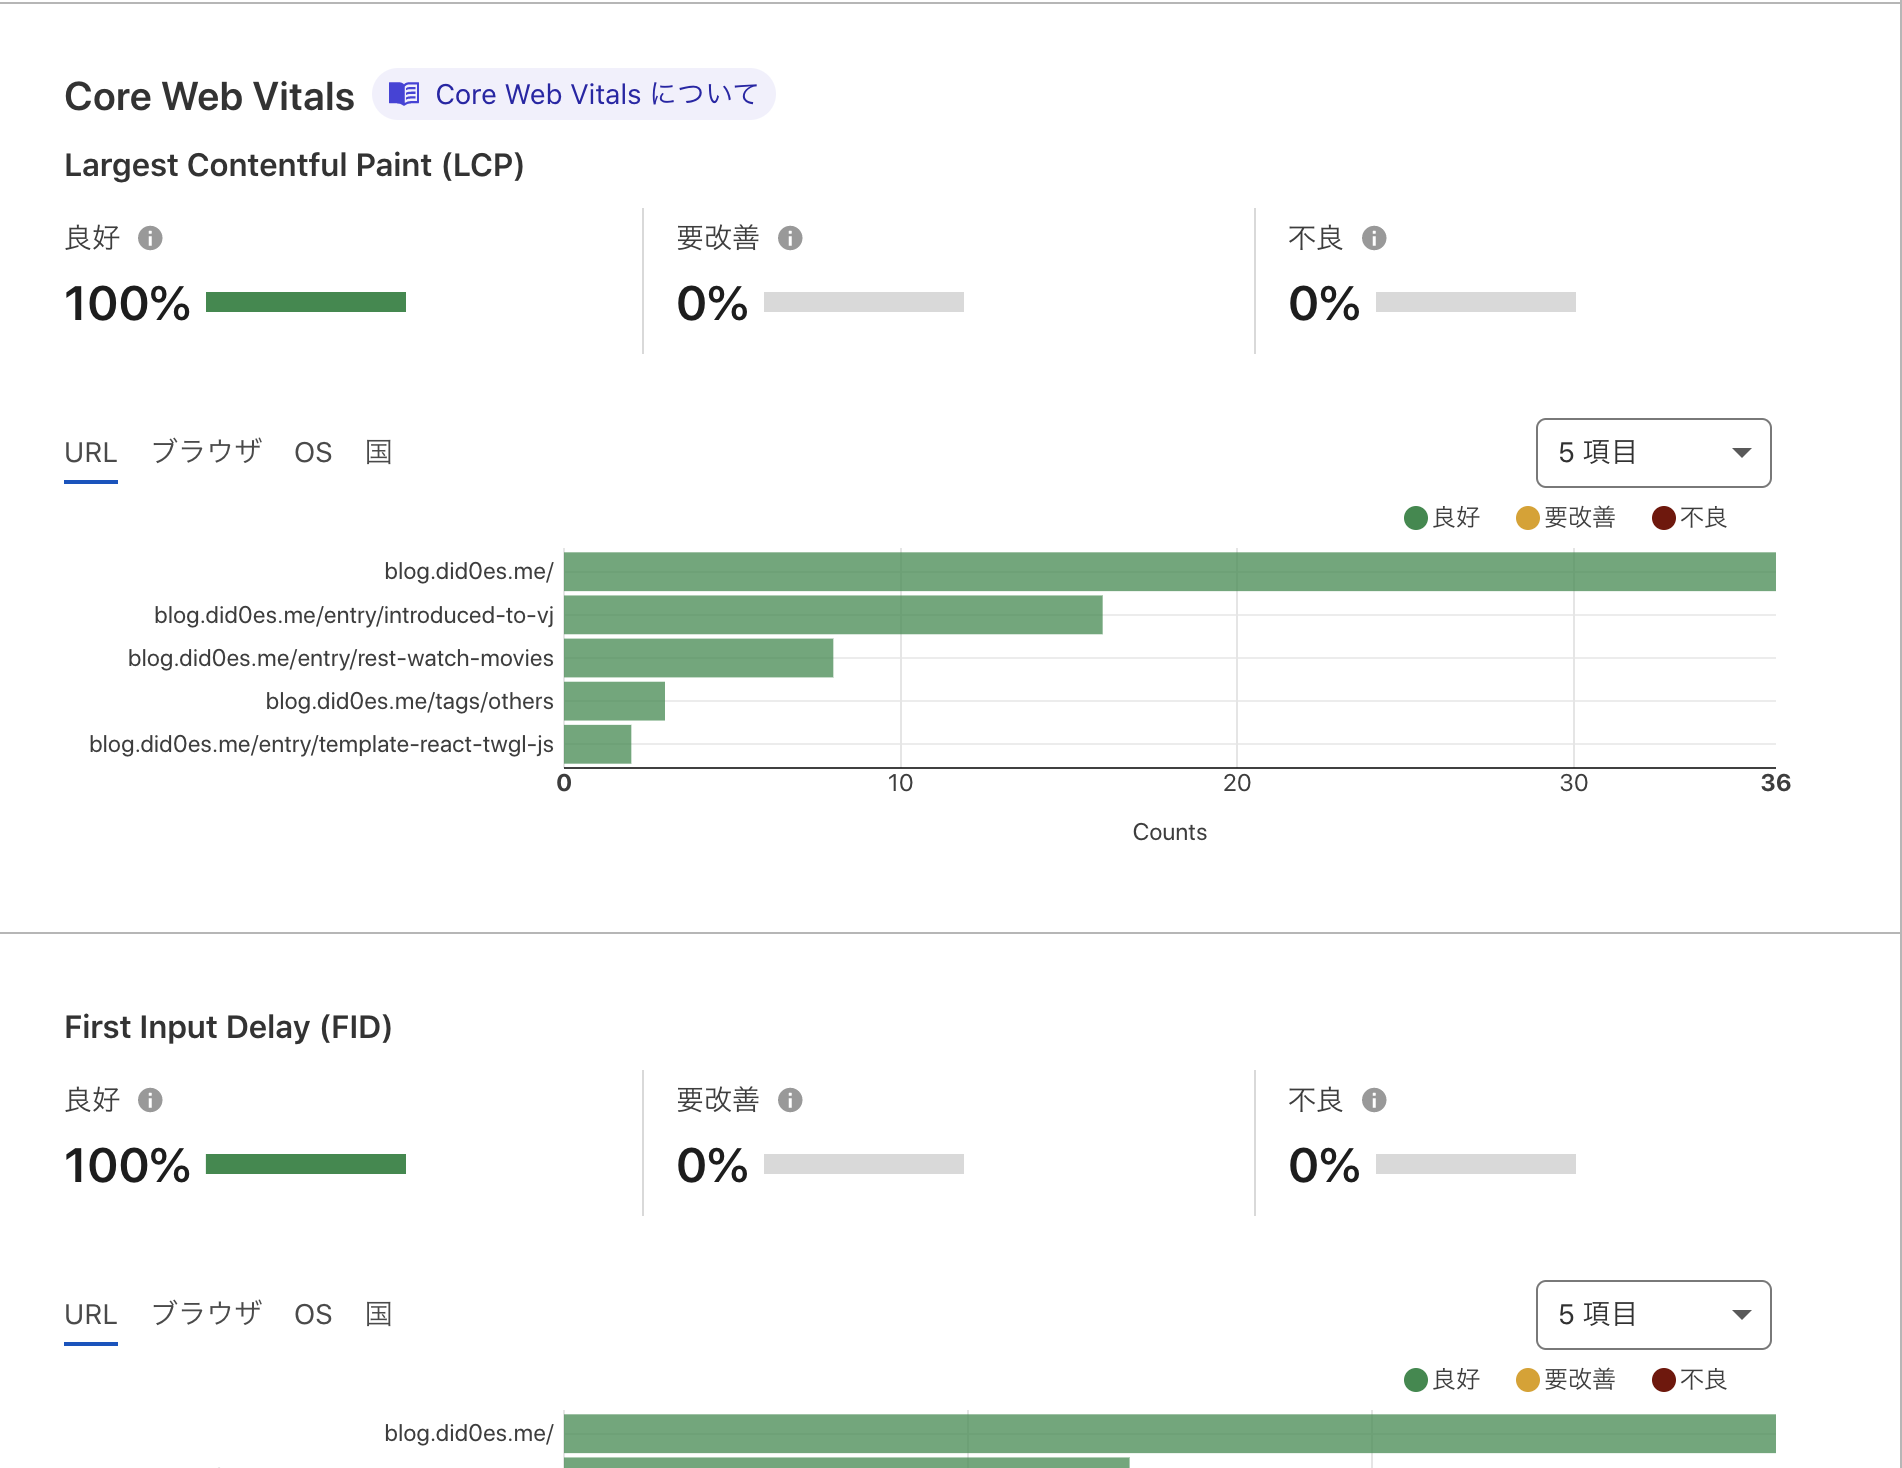 Core Web Vitals Core Web Vitals について
Largest Contentful Paint (LCP)
良好 要改善 不良
100% 0% 0%
URL ブラウザ OS 国 5 項目
良好 要改善 不良
blog.did0es.me/
blog.did0es.me/entry/introduced-to-vj
blog.did0es.me/entry/rest-watch-movies
blog.did0es.me/tags/others
blog.did0es.me/entry/template-react-twgl-js
0 10 20 30 36
Counts
First Input Delay (FID)
良好 要改善 不良
100% 0% 0%
URL ブラウザ OS 国 5 項目
良好 要改善 不良
blog.did0es.me/